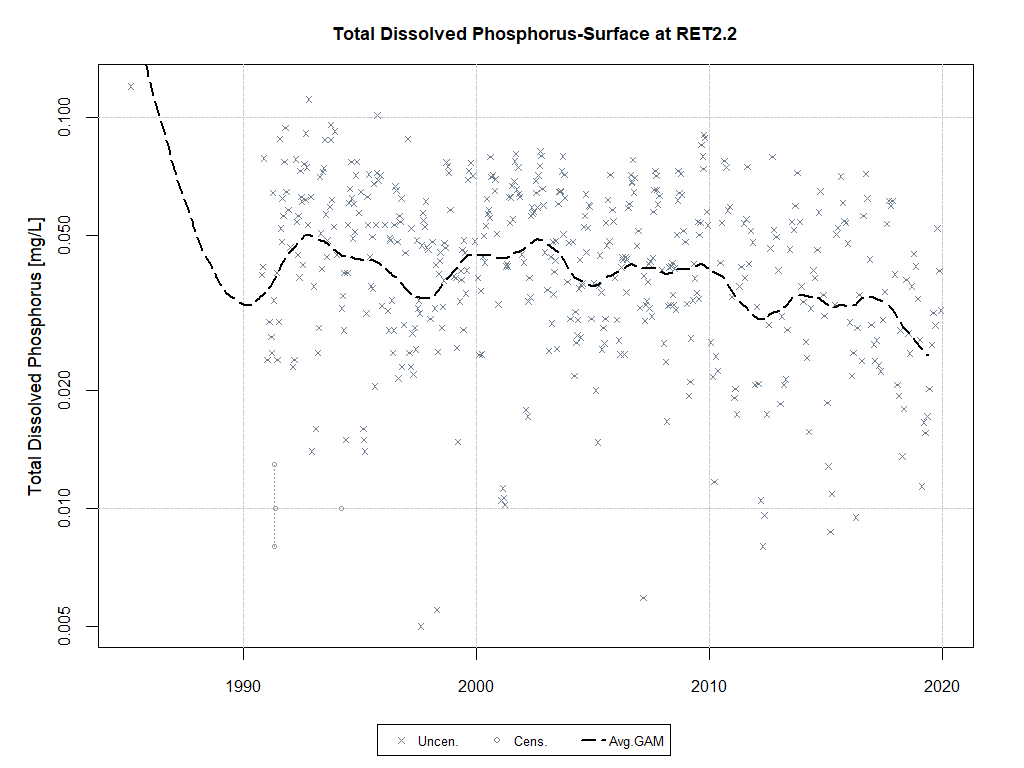 Total Dissolved Phosphorus-Surface at RET2.2
Total Dissolved Phosphorus [mg/L]
0.100
0.050
0.020
0.010
0.005
1990 2000 2010 2020
Uncen. Cens. Avg.GAM